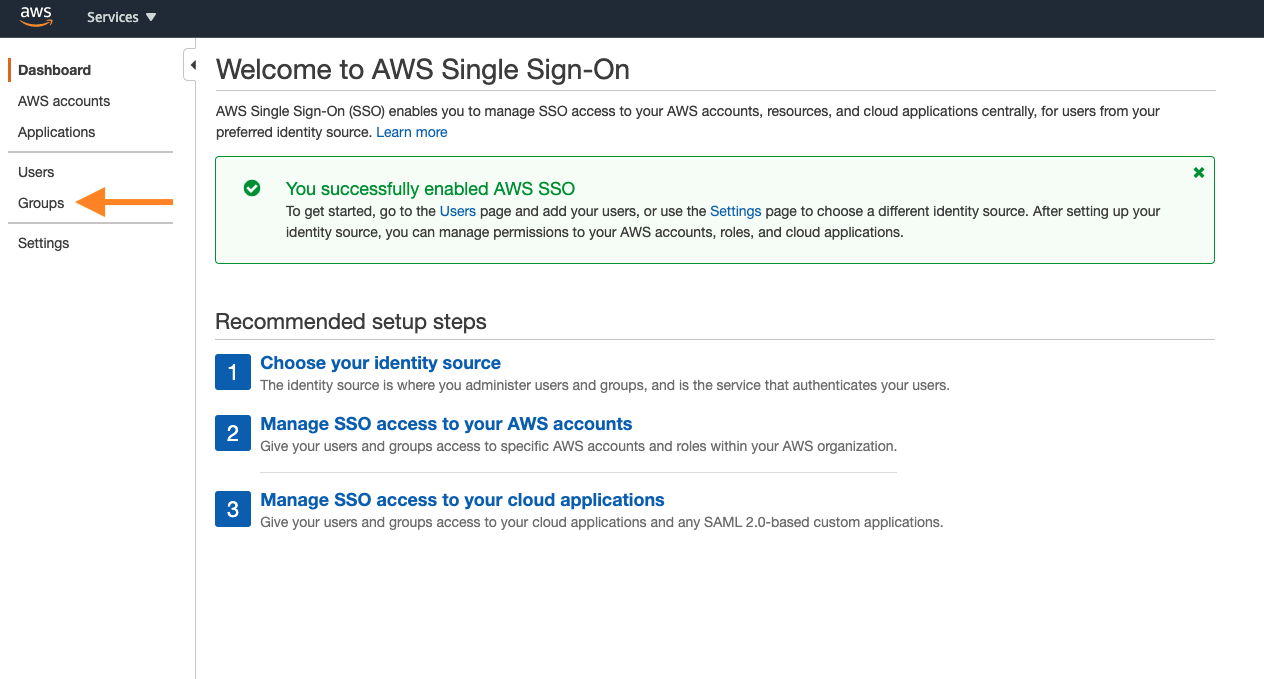 aws
Services
Dashboard
AWS accounts
Applications
Users
Groups
Settings
Welcome to AWS Single Sign-On
AWS Single Sign-On (SSO) enables you to manage SSO access to your AWS accounts, resources, and cloud applications centrally, for users from your
preferred identity source. Learn more
You successfully enabled AWS SSO
To get started, go to the Users page and add your users, or use the Settings page to choose a different identity source. After setting up your
identity source, you can manage permissions to your AWS accounts, roles, and cloud applications.
Recommended setup steps
1 Choose your identity source
The identity source is where you administer users and groups, and is the service that authenticates your users.
2 Manage SSO access to your AWS accounts
Give your users and groups access to specific AWS accounts and roles within your AWS organization.
3 Manage SSO access to your cloud applications
Give your users and groups access to your cloud applications and any SAML 2.0-based custom applications.